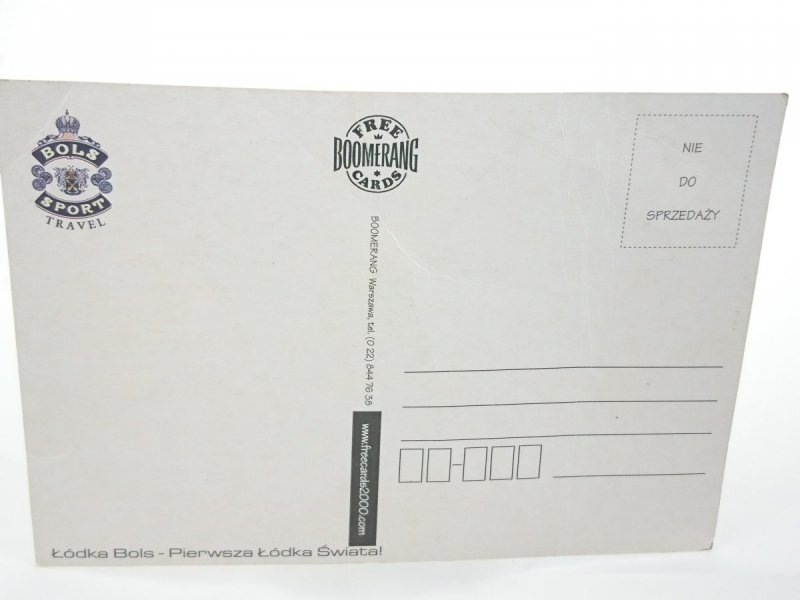 BOLS
SPORT
TRAVEL
FREE
BOOMERANG
CARDS
NIE
DO
SPRZEDAŻY
BOOMERANG Warszawa, tel. (0 22) 844 76 38
www.freecards2000.com
Łódka Bols - Pierwsza Łódka Świata!